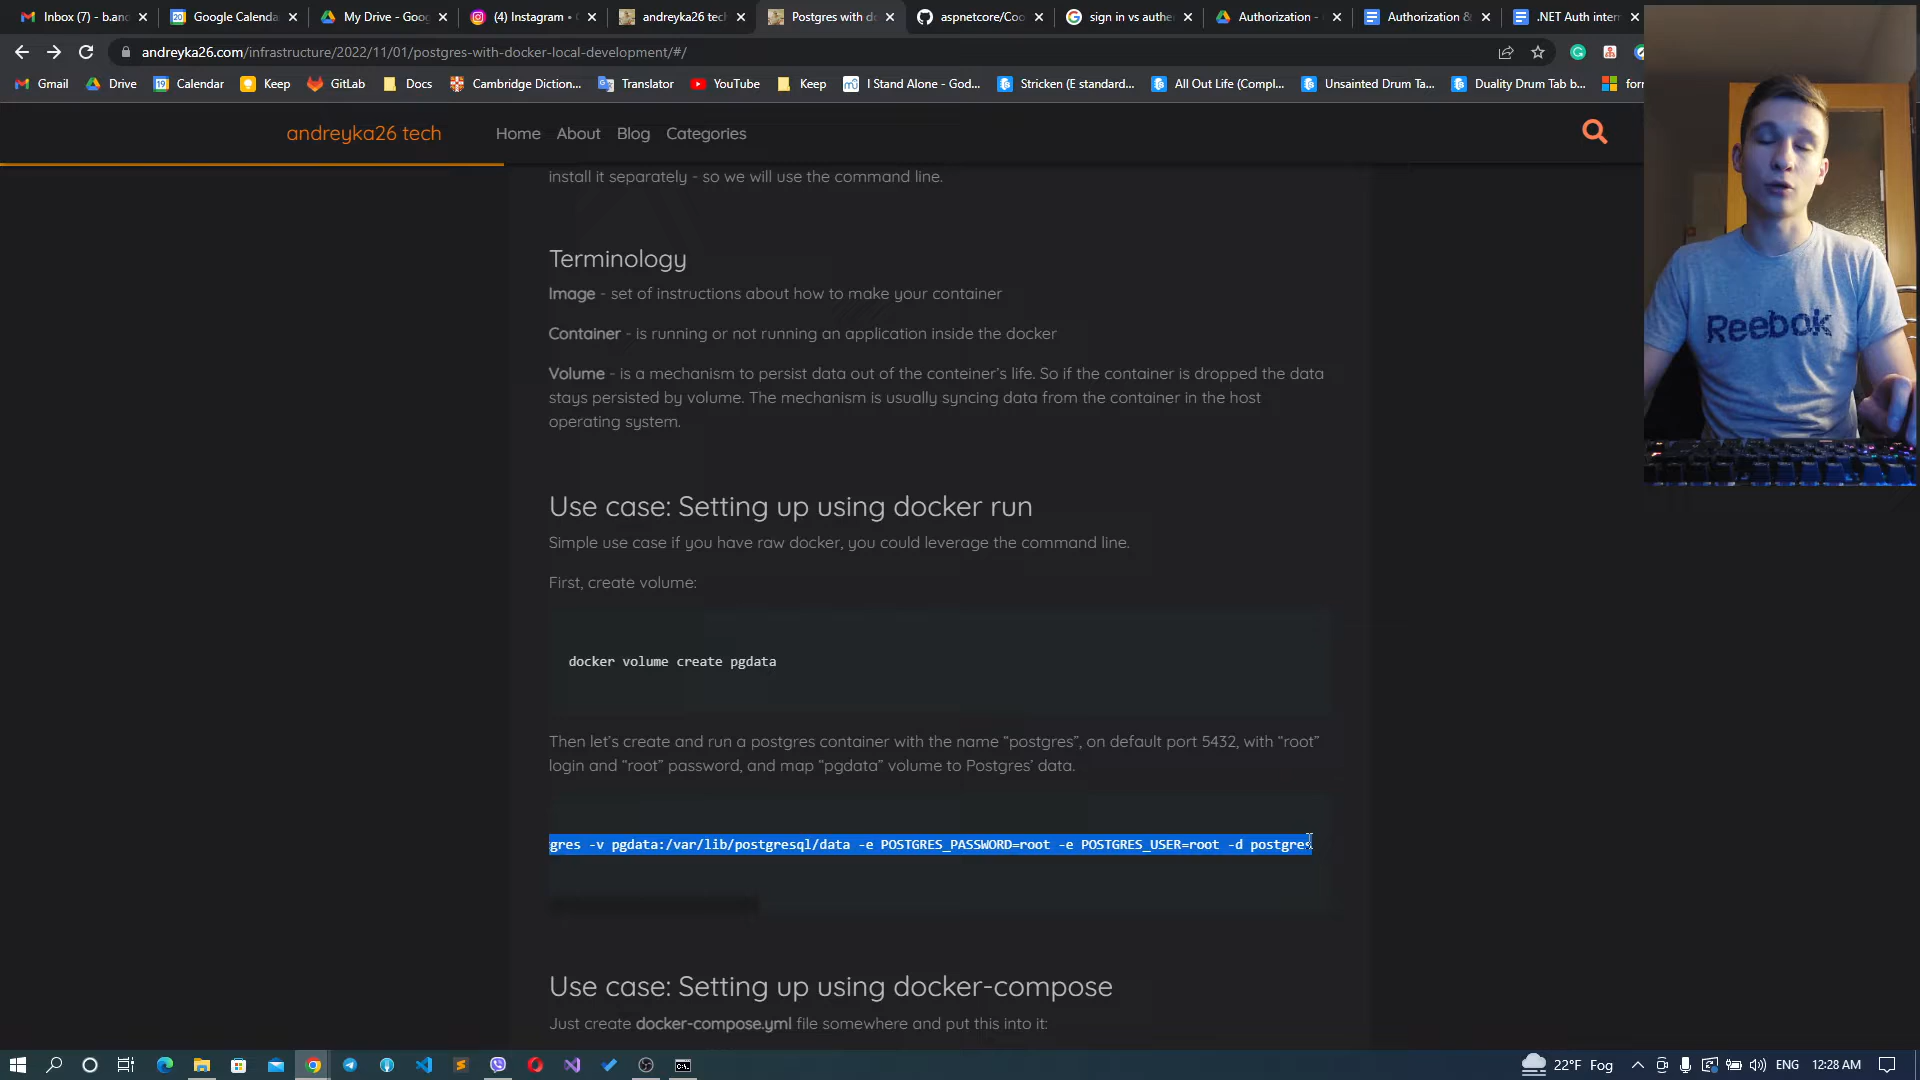 Inbox (7) - b.and
Google Calenda
My Drive - Goog
(4) Instagram •
andreyka26 tech
Postgres with do
aspnetcore/Coo
sign in vs authe
Authorization -
Authorization &
.NET Auth inter
andreyka26.com/infrastructure/2022/11/01/postgres-with-docker-local-development/#/
Gmail
Drive
Calendar
Keep
GitLab
Docs
Cambridge Diction...
Translator
YouTube
Keep
I Stand Alone - God...
Stricken (E standard...
All Out Life (Compl...
Unsainted Drum Ta...
Duality Drum Tab b...
for
andreyka26 tech
Home
About
Blog
Categories
install it separately - so we will use the command line.
Terminology
Image - set of instructions about how to make your container
Container - is running or not running an application inside the docker
Volume - is a mechanism to persist data out of the conteiner's life. So if the container is dropped the data
stays persisted by volume. The mechanism is usually syncing data from the container in the host
operating system.
Use case: Setting up using docker run
Simple use case if you have raw docker, you could leverage the command line.
First, create volume:
docker volume create pgdata
Then let's create and run a postgres container with the name “postgres”, on default port 5432, with “root”
login and “root” password, and map “pgdata” volume to Postgres' data.
gres -v pgdata:/var/lib/postgresql/data -e POSTGRES_PASSWORD=root -e POSTGRES_USER=root -d postgres
Use case: Setting up using docker-compose
Just create docker-compose.yml file somewhere and put this into it:
Reebok
22°F Fog
ENG
12:28 AM